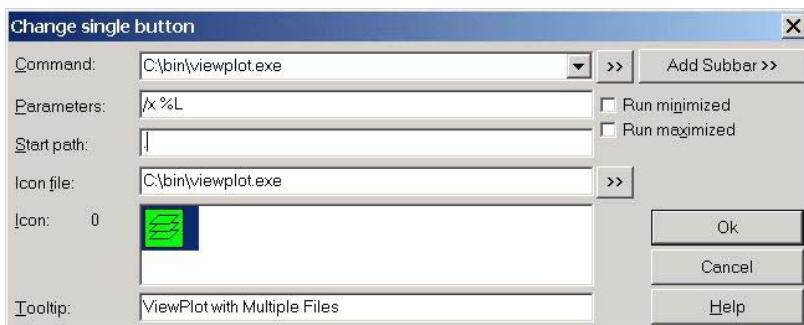 Change single button
Command: C:\bin\viewplot.exe >> Add Subbar >>
Parameters: /x %L Run minimized
Start path: . Run maximized
Icon file: C:\bin\viewplot.exe >>
Icon: 0
Ok
Cancel
Tooltip: ViewPlot with Multiple Files Help